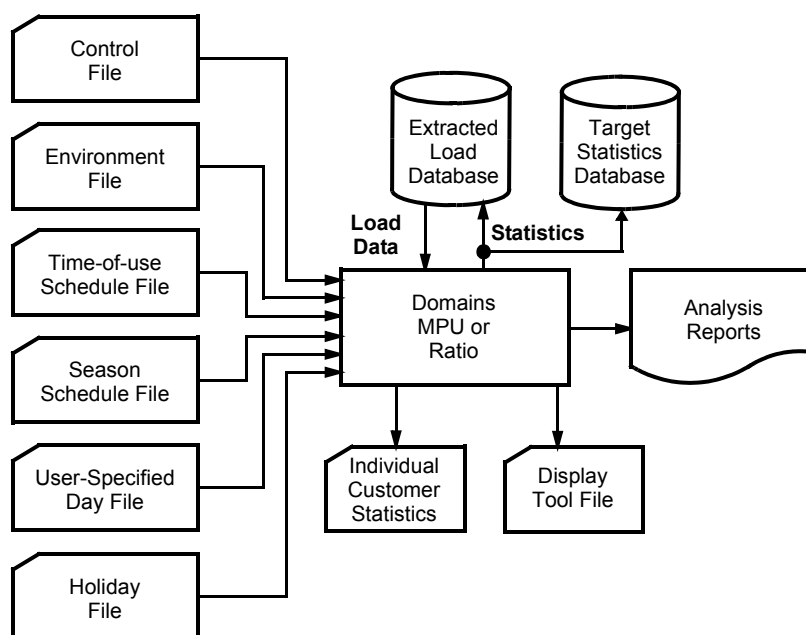 Control
File
Environment
File
Time-of-use
Schedule File
Season
Schedule File
User-Specified
Day File
Holiday
File
Extracted
Load
Database
Target
Statistics
Database
Load
Data
Statistics
Domains
MPU or
Ratio
Analysis
Reports
Individual
Customer
Statistics
Display
Tool File